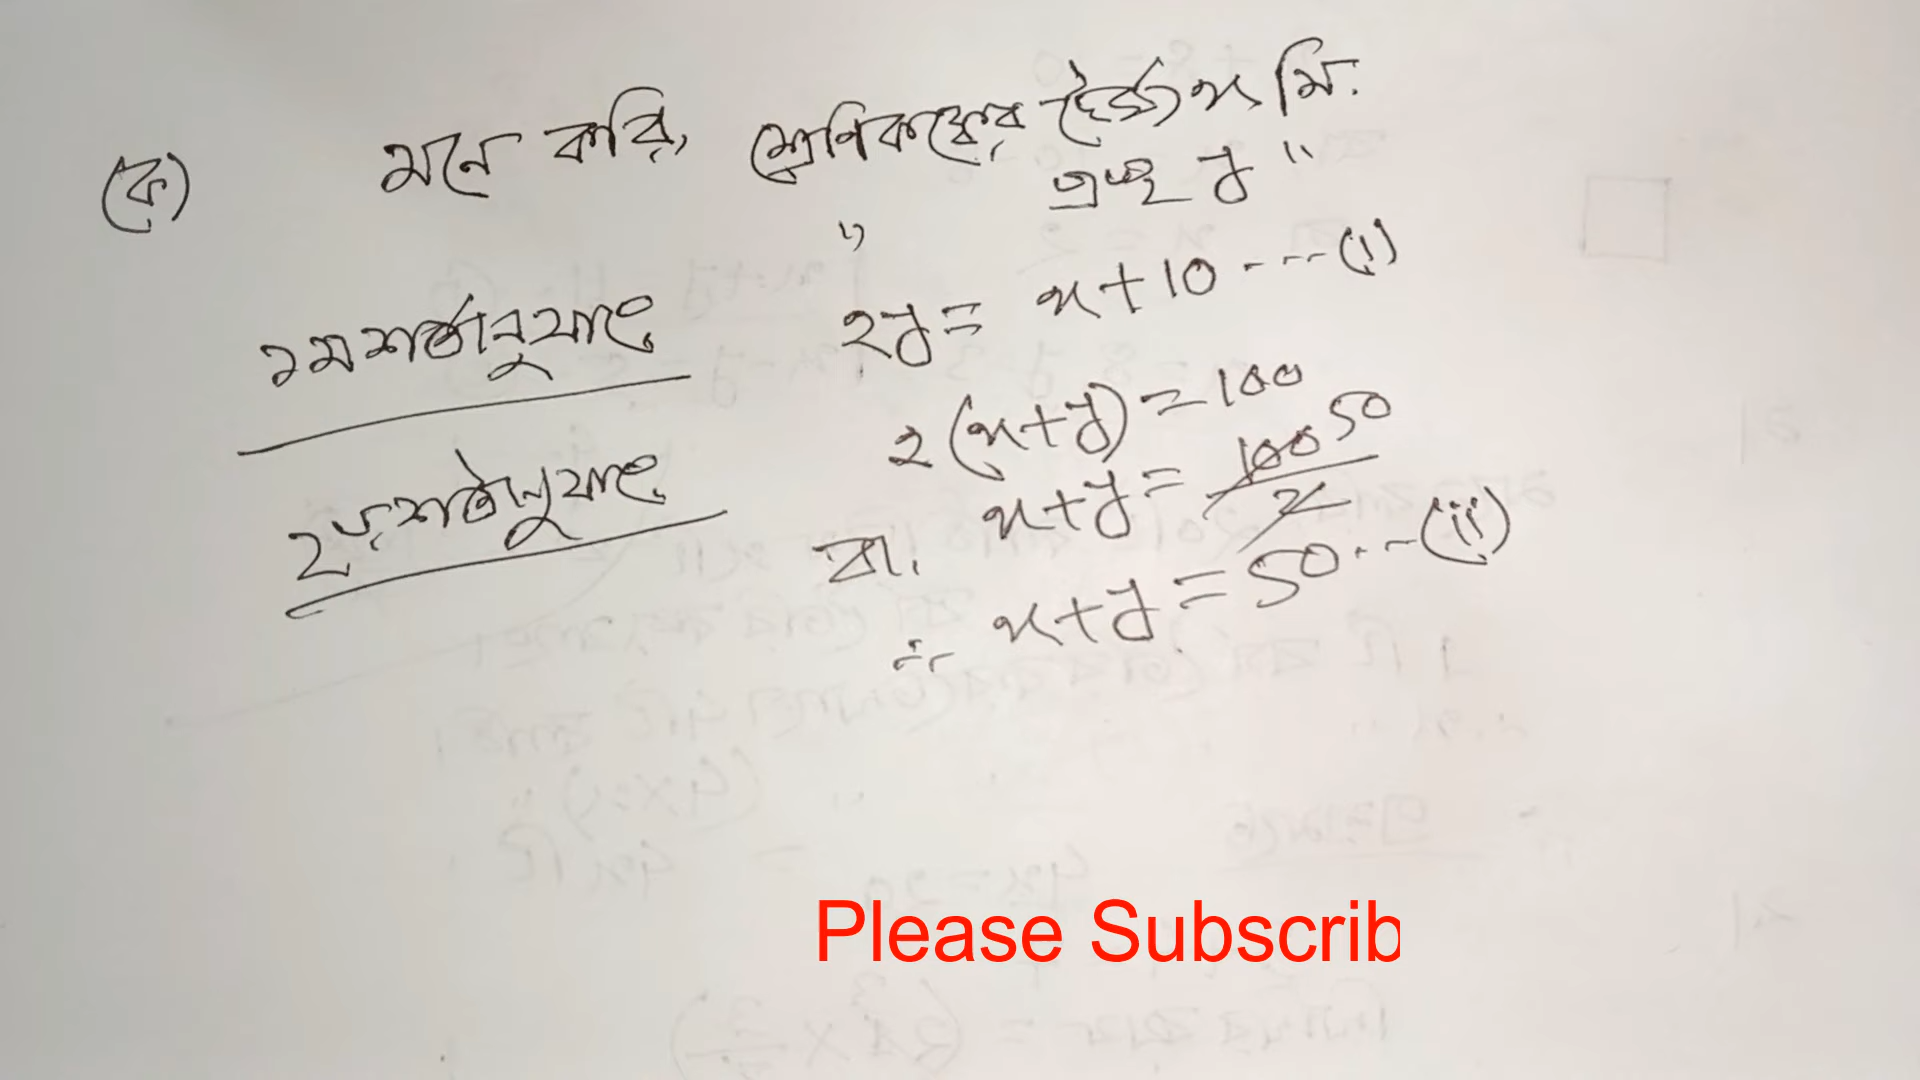 (ক) মনে করি, শ্রেণিকক্ষের দৈর্ঘ্য x মি.
" প্রস্থ y "
১ম শর্তানুযায়ী 2y = x + 10 --- (i)
২য় শর্তানুযায়ী 2 (x+y) = 100
বা, x+y = 100/2 50
∴ x+y = 50 --- (ii)
Please Subscrib